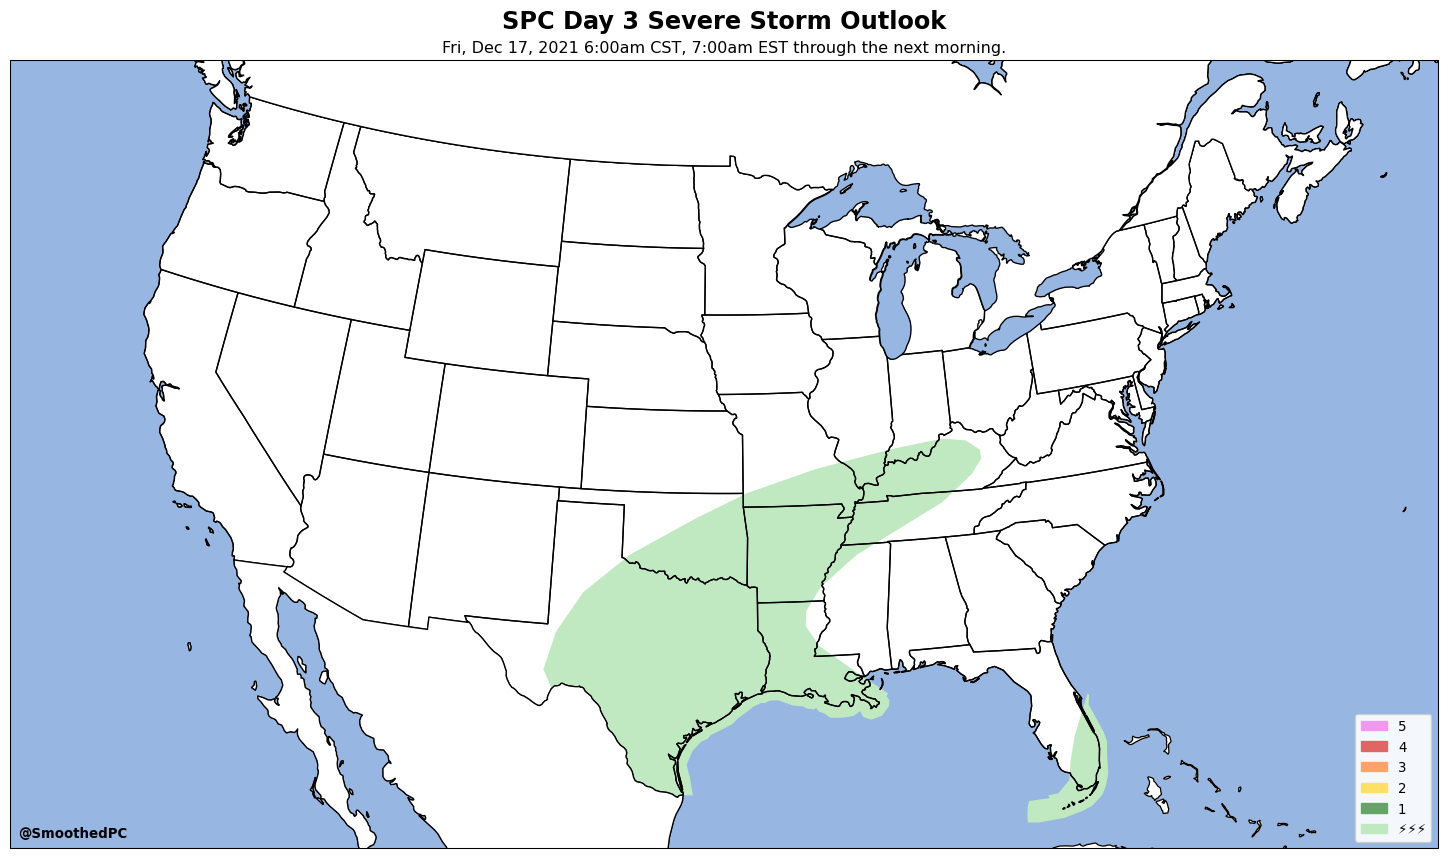 SPC Day 3 Severe Storm Outlook
Fri, Dec 17, 2021 6:00am CST, 7:00am EST through the next morning.
5
4
3
2
1
⚡⚡⚡
@SmoothedPC